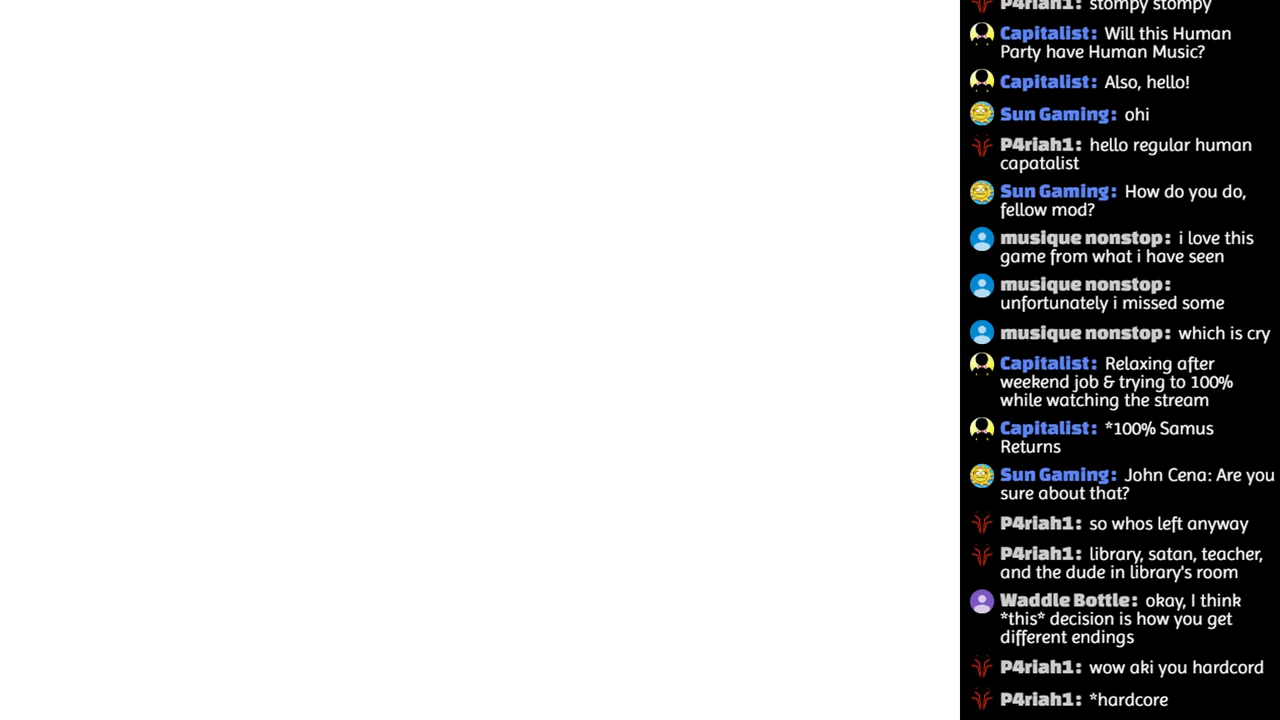 P4riah1: stompy stompy
Capitalist: Will this Human
Party have Human Music?
Capitalist: Also, hello!
Sun Gaming: ohi
P4riah1: hello regular human
capatalist
Sun Gaming: How do you do,
fellow mod?
musique nonstop: i love this
game from what i have seen
musique nonstop:
unfortunately i missed some
musique nonstop: which is cry
Capitalist: Relaxing after
weekend job & trying to 100%
while watching the stream
Capitalist: *100% Samus
Returns
Sun Gaming: John Cena: Are you
sure about that?
P4riah1: so whos left anyway
P4riah1: library, satan, teacher,
and the dude in library's room
Waddle Bottle: okay, I think
*this* decision is how you get
different endings
P4riah1: wow aki you hardcord
P4riah1: *hardcore